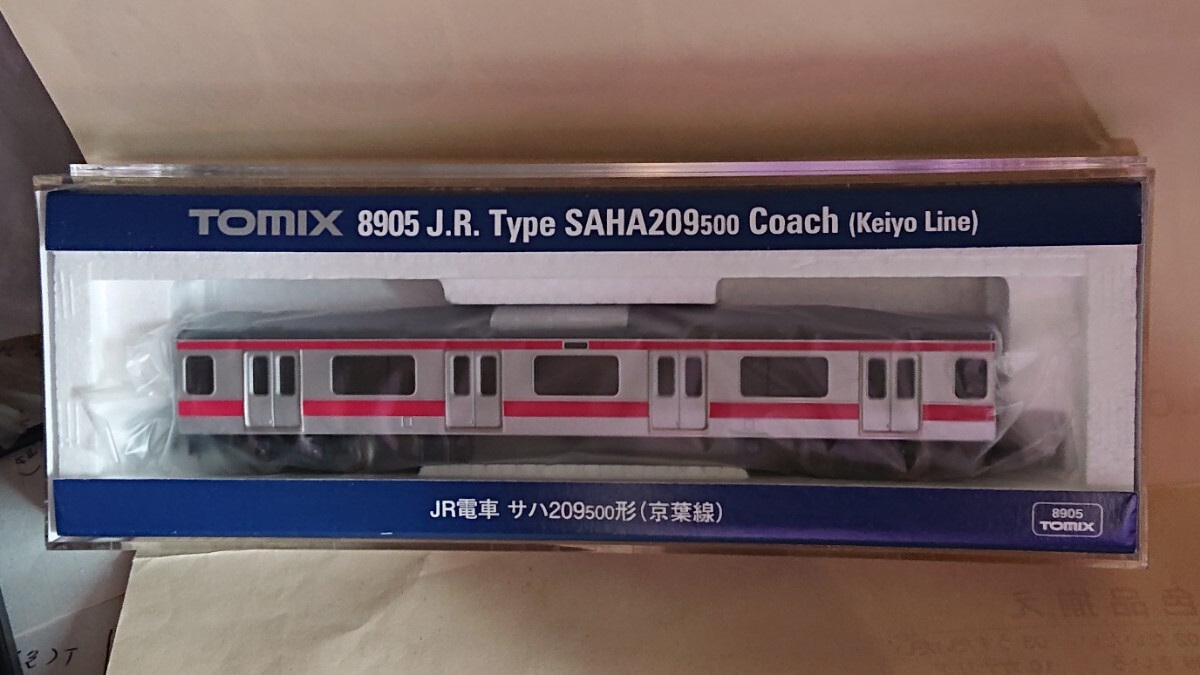 TOMIX 8905 J.R. Type SAHA209500 Coach (Keiyo Line)
JR電車 サハ209500形(京葉線)
8905
TOMIX